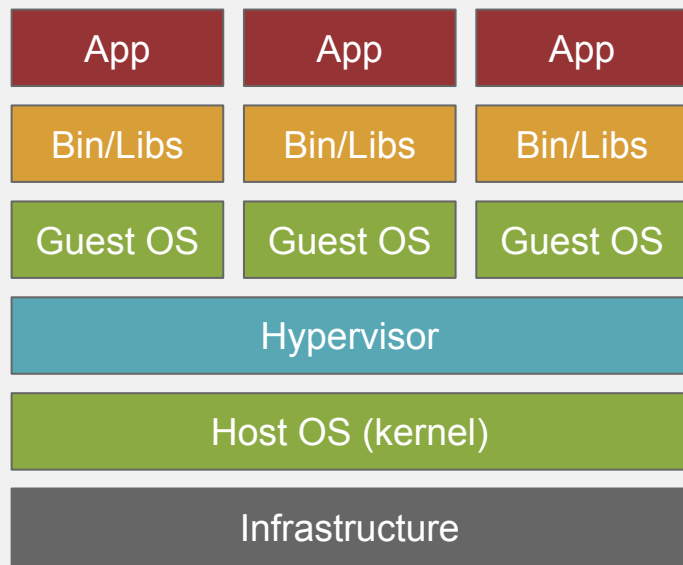 App App App
Bin/Libs Bin/Libs Bin/Libs
Guest OS Guest OS Guest OS
Hypervisor
Host OS (kernel)
Infrastructure